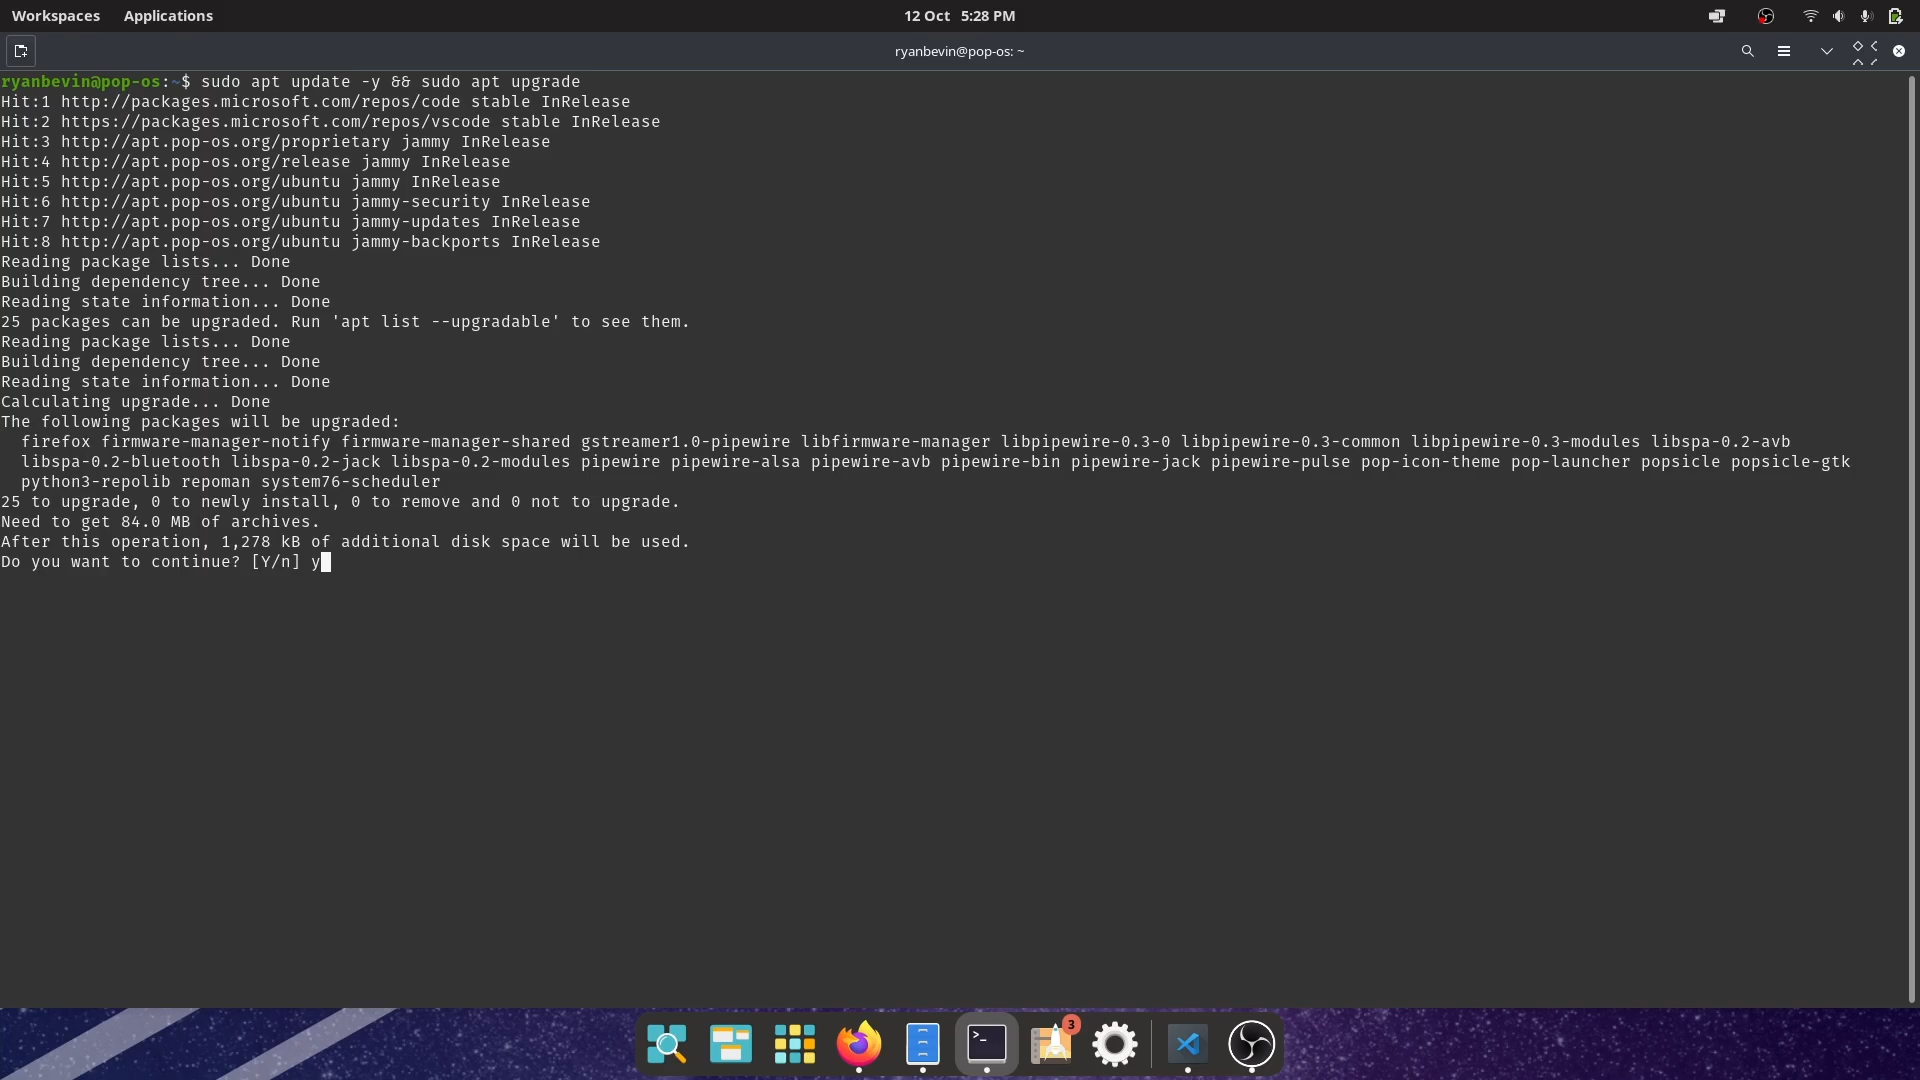 Workspaces Applications 12 Oct 5:28 PM
ryanbevin@pop-os: ~
ryanbevin@pop-os:~$ sudo apt update -y && sudo apt upgrade
Hit:1 http://packages.microsoft.com/repos/code stable InRelease
Hit:2 https://packages.microsoft.com/repos/vscode stable InRelease
Hit:3 http://apt.pop-os.org/proprietary jammy InRelease
Hit:4 http://apt.pop-os.org/release jammy InRelease
Hit:5 http://apt.pop-os.org/ubuntu jammy InRelease
Hit:6 http://apt.pop-os.org/ubuntu jammy-security InRelease
Hit:7 http://apt.pop-os.org/ubuntu jammy-updates InRelease
Hit:8 http://apt.pop-os.org/ubuntu jammy-backports InRelease
Reading package lists... Done
Building dependency tree... Done
Reading state information... Done
25 packages can be upgraded. Run 'apt list --upgradable' to see them.
Reading package lists... Done
Building dependency tree... Done
Reading state information... Done
Calculating upgrade... Done
The following packages will be upgraded:
firefox firmware-manager-notify firmware-manager-shared gstreamer1.0-pipewire libfirmware-manager libpipewire-0.3-0 libpipewire-0.3-common libpipewire-0.3-modules libspa-0.2-avb
libspa-0.2-bluetooth libspa-0.2-jack libspa-0.2-modules pipewire pipewire-alsa pipewire-avb pipewire-bin pipewire-jack pipewire-pulse pop-icon-theme pop-launcher popsicle popsicle-gtk
python3-repolib repoman system76-scheduler
25 to upgrade, 0 to newly install, 0 to remove and 0 not to upgrade.
Need to get 84.0 MB of archives.
After this operation, 1,278 kB of additional disk space will be used.
Do you want to continue? [Y/n] y
>_ 3